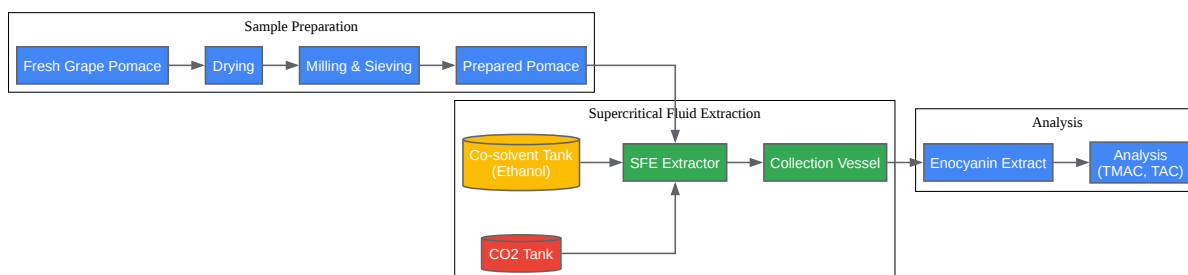 Sample Preparation
Fresh Grape Pomace
Drying
Milling & Sieving
Prepared Pomace
Supercritical Fluid Extraction
Co-solvent Tank
(Ethanol)
SFE Extractor
Collection Vessel
CO2 Tank
Analysis
Enocyanin Extract
Analysis
(TMAC, TAC)